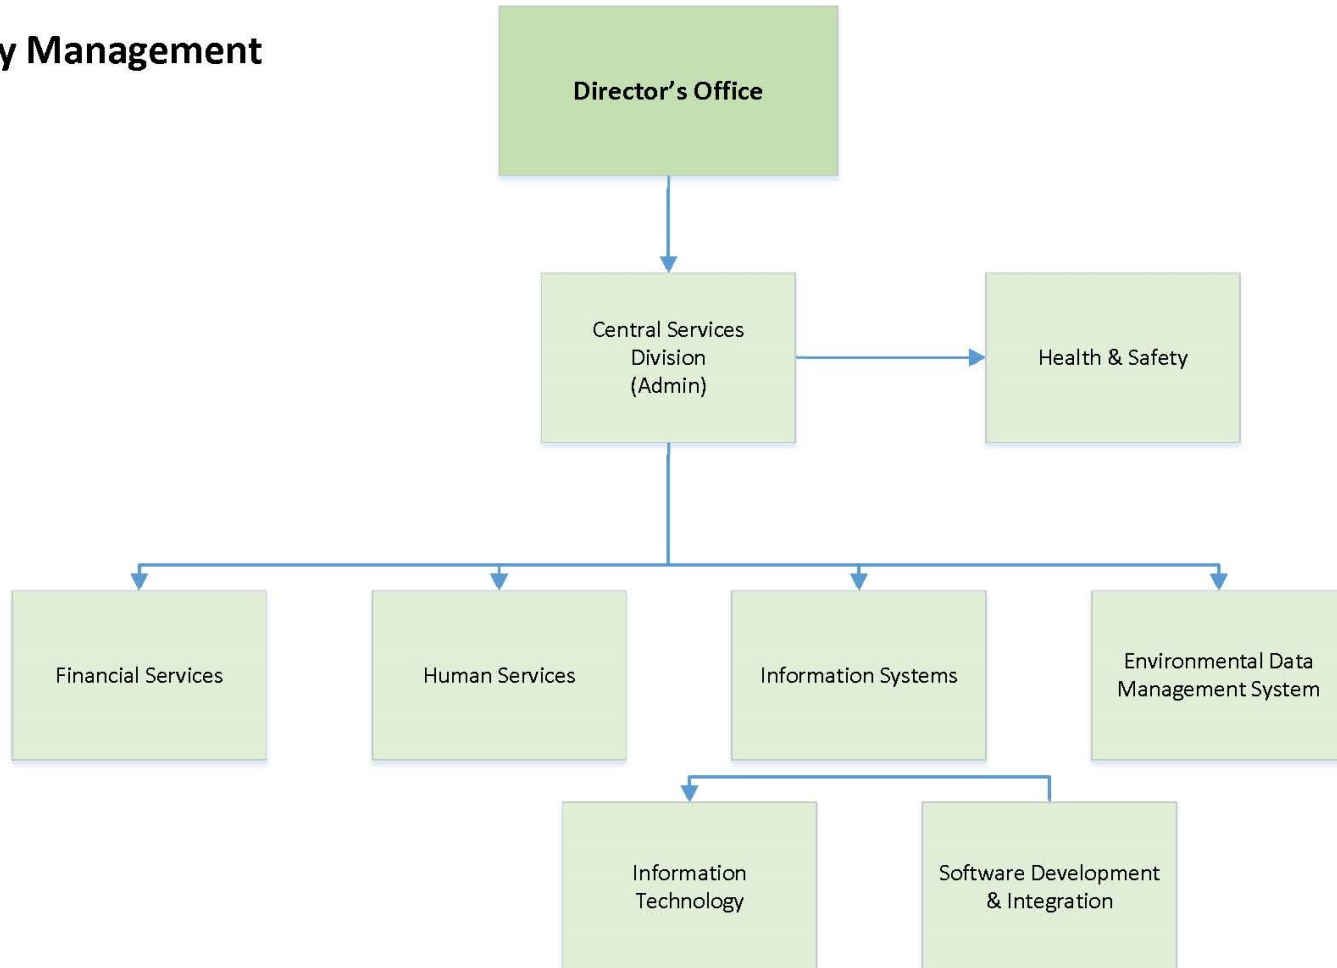 y Management
Director's Office
Central Services
Division
(Admin)
Health & Safety
Financial Services
Human Services
Information Systems
Environmental Data
Management System
Information
Technology
Software Development
& Integration